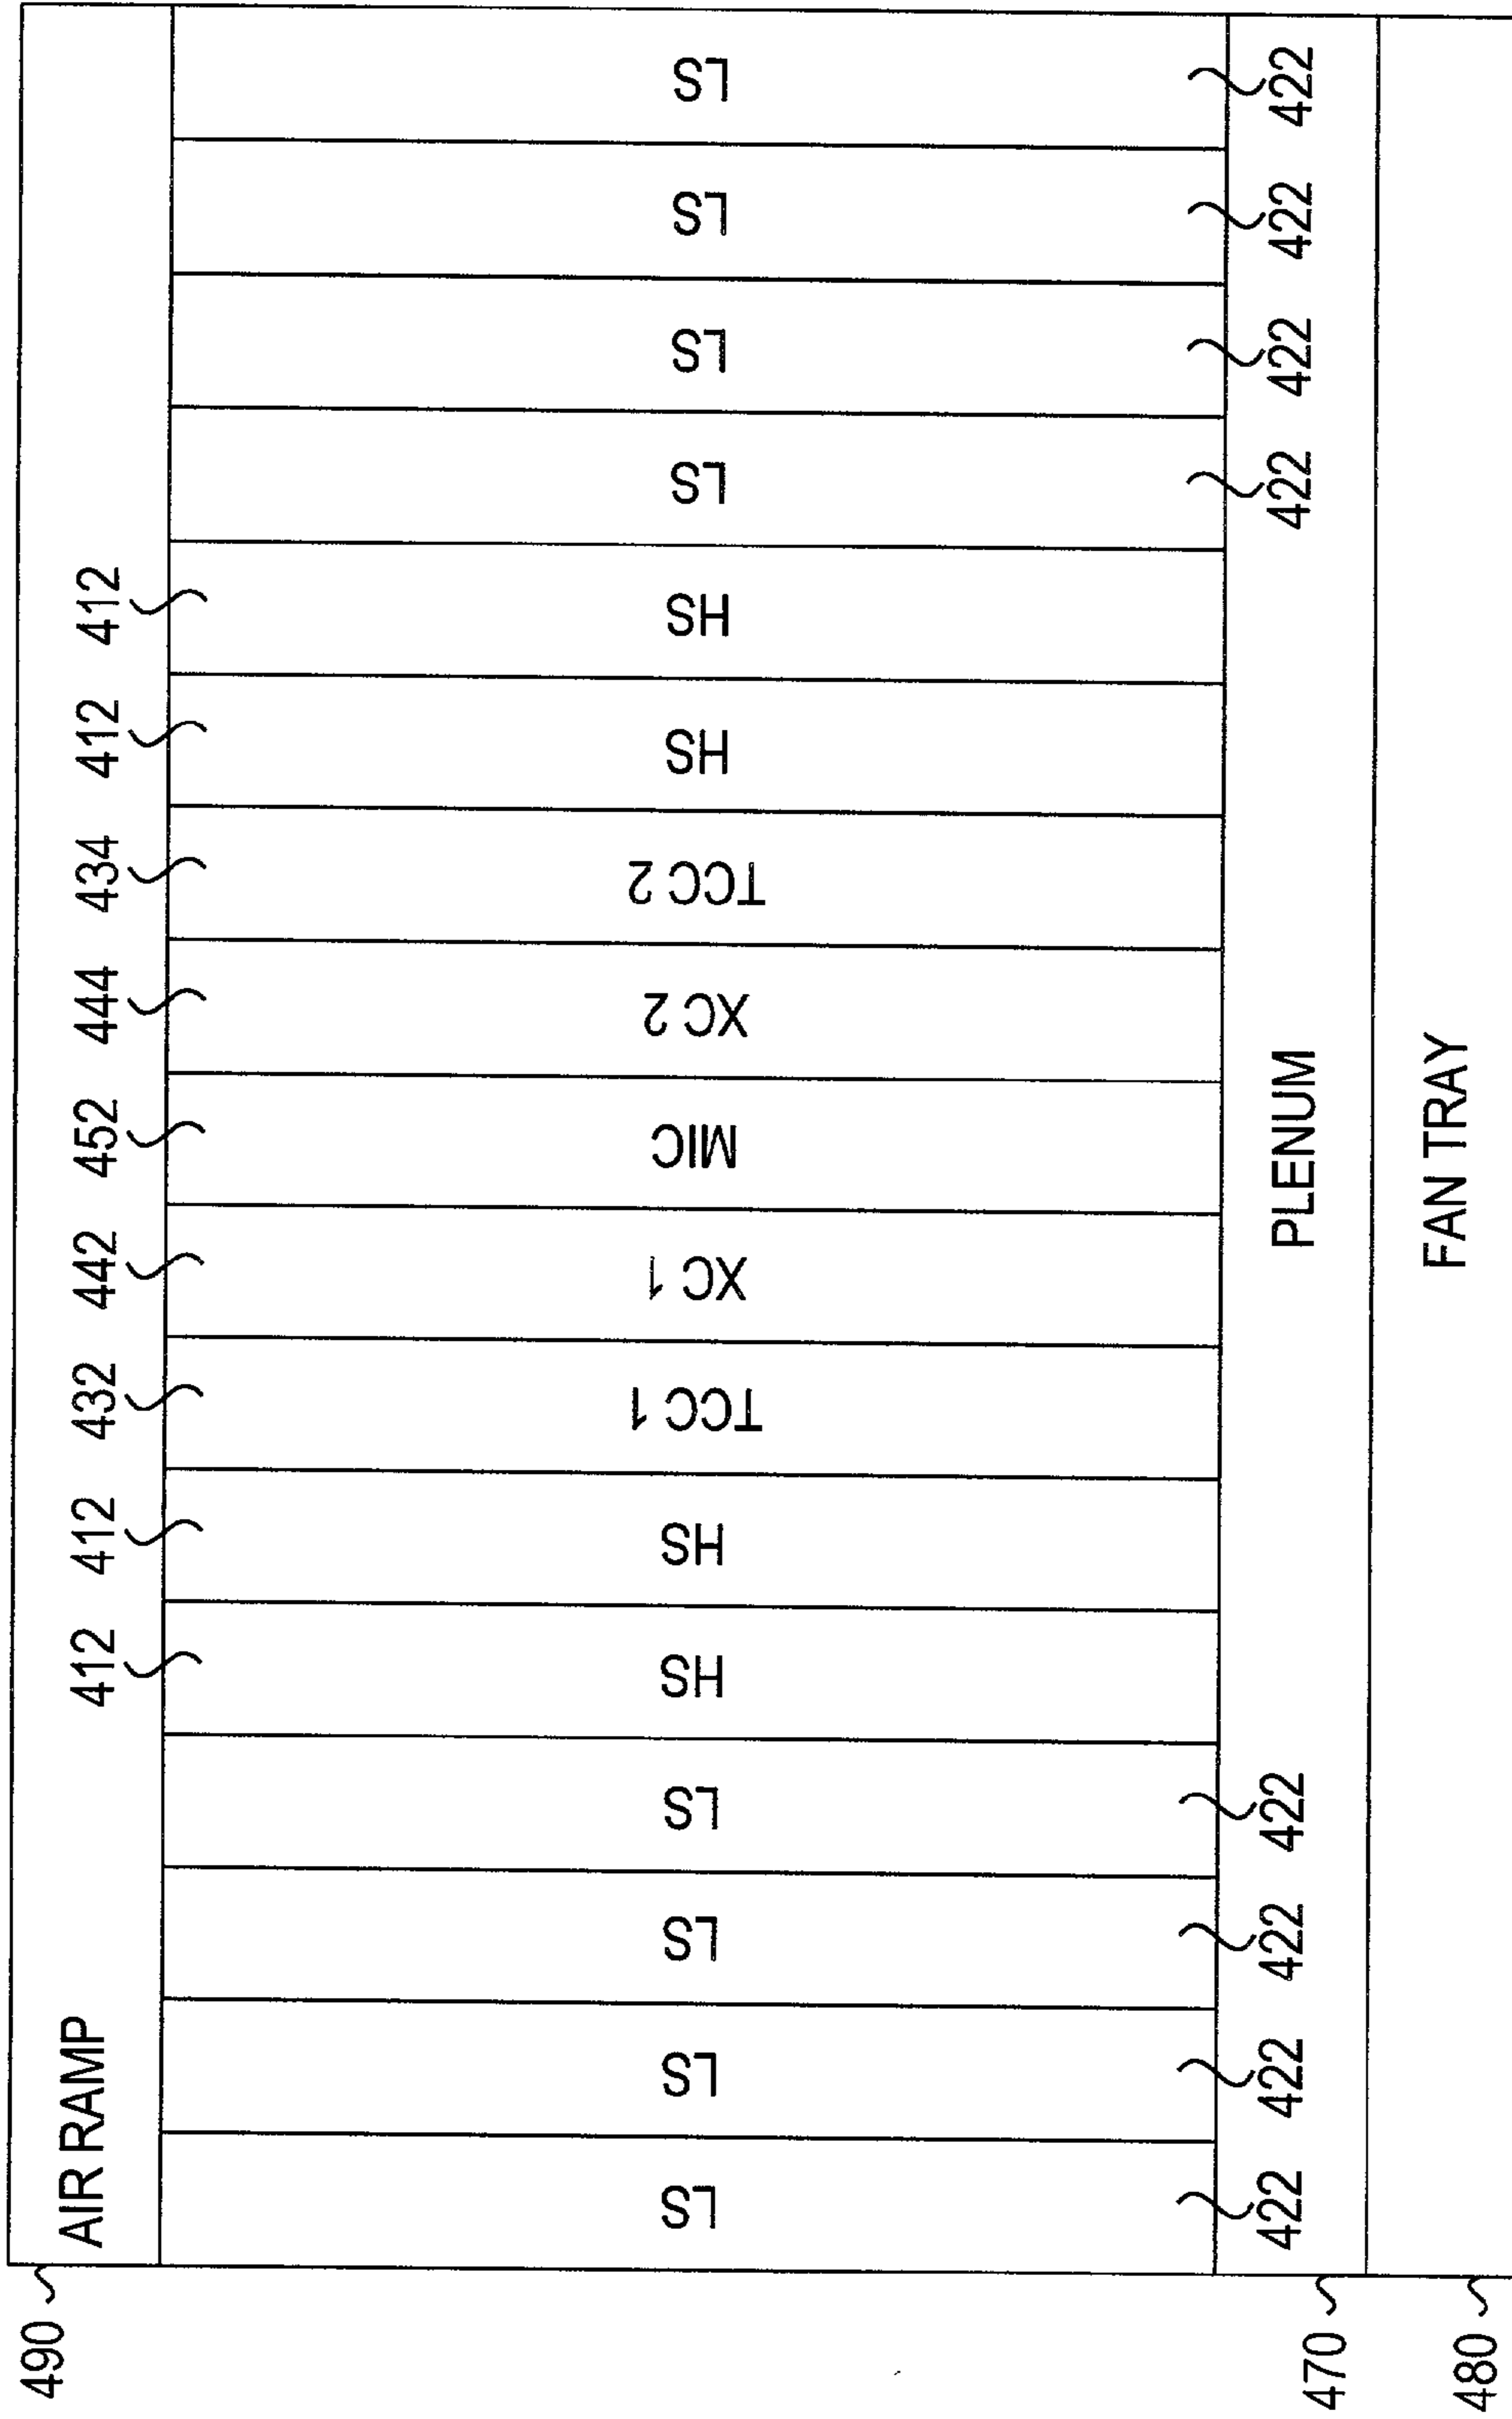 490
AIR RAMP
412
412
432
442
452
444
434
412
412
LS
LS
LS
LS
HS
HS
TCC 1
XC 1
MIC
XC 2
TCC 2
HS
HS
LS
LS
LS
LS
422
422
422
422
422
422
422
422
470
PLENUM
480
FAN TRAY